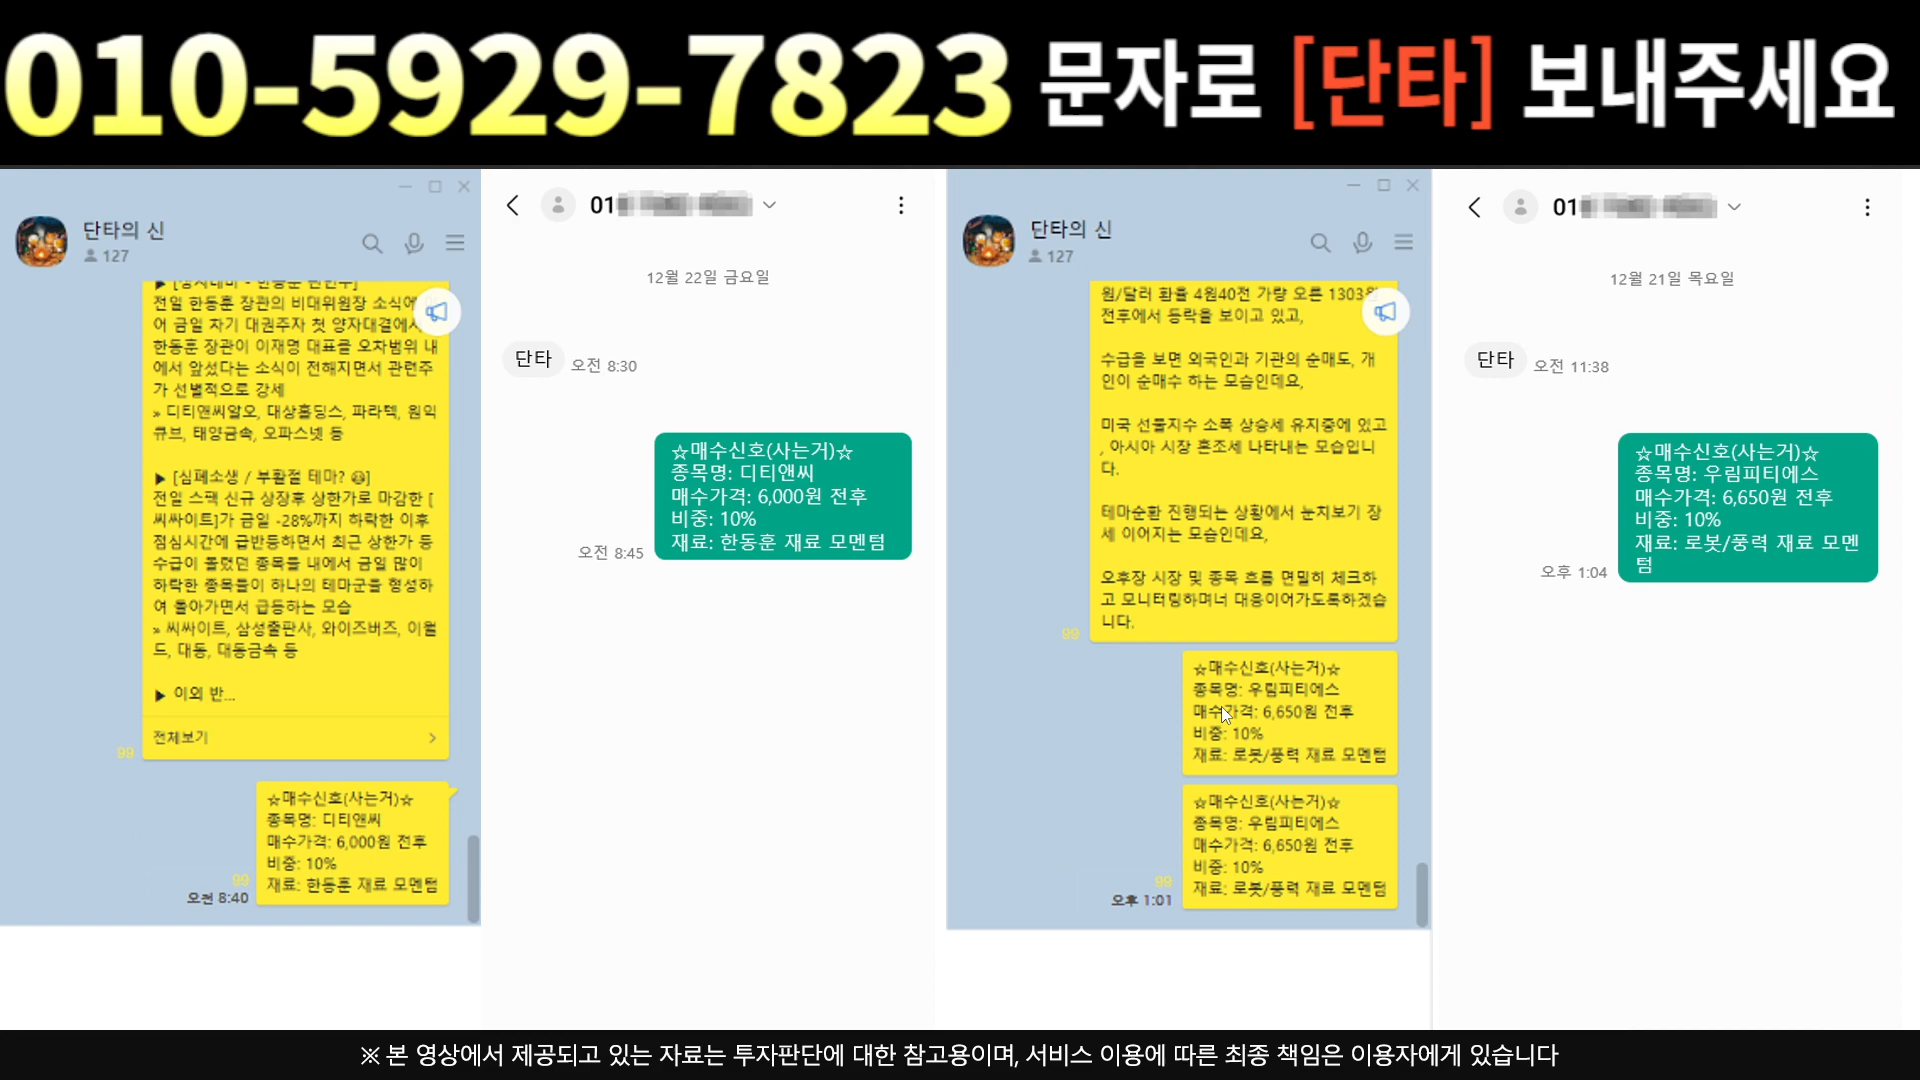 010-5929-7823 문자로 [단타] 보내주세요
단타의 신
127
전일 한동훈 장관의 비대위원장 소식에
어 금일 차기 대권주자 첫 양자대결에서
한동훈 장관이 이재명 대표를 오차범위 내
에서 앞섰다는 소식이 전해지면서 관련주
가 선별적으로 강세
» 디티앤씨알오, 대상홀딩스, 파라텍, 원익
큐브, 태양금속, 오파스넷 등
▶ [심폐소생 / 부활절 테마? ]
전일 스팩 신규 상장후 상한가로 마감한 [
씨싸이트]가 금일 -28%까지 하락한 이후
점심시간에 급반등하면서 최근 상한가 등
수급이 몰렸던 종목들 내에서 금일 많이
하락한 종목들이 하나의 테마군을 형성하
여 돌아가면서 급등하는 모습
» 씨싸이트, 삼성출판사, 와이즈버즈, 이월
드, 대동, 대동금속 등
▶ 이외 반...
전체보기
99
☆매수신호(사는거)☆
종목명: 디티앤씨
매수가격: 6,000원 전후
비중: 10%
재료: 한동훈 재료 모멘텀
99
오전 8:40
01
12월 22일 금요일
단타
오전 8:30
☆매수신호(사는거)☆
종목명: 디티앤씨
매수가격: 6,000원 전후
비중: 10%
재료: 한동훈 재료 모멘텀
오전 8:45
단타의 신
127
원/달러 환율 4원40전 가량 오른 1303원
전후에서 등락을 보이고 있고,
수급을 보면 외국인과 기관의 순매도, 개
인이 순매수 하는 모습인데요,
미국 선물지수 소폭 상승세 유지중에 있고
, 아시아 시장 혼조세 나타내는 모습입니
다.
테마순환 진행되는 상황에서 눈치보기 장
세 이어지는 모습인데요,
오후장 시장 및 종목 흐름 면밀히 체크하
고 모니터링하며너 대응이어가도록하겠습
니다.
99
☆매수신호(사는거)☆
종목명: 우림피티에스
매수가격: 6,650원 전후
비중: 10%
재료: 로봇/풍력 재료 모멘텀
☆매수신호(사는거)☆
종목명: 우림피티에스
매수가격: 6,650원 전후
비중: 10%
재료: 로봇/풍력 재료 모멘텀
99
오후 1:01
01
12월 21일 목요일
단타
오전 11:38
☆매수신호(사는거)☆
종목명: 우림피티에스
매수가격: 6,650원 전후
비중: 10%
재료: 로봇/풍력 재료 모멘
텀
오후 1:04
※ 본 영상에서 제공되고 있는 자료는 투자판단에 대한 참고용이며, 서비스 이용에 따른 최종 책임은 이용자에게 있습니다